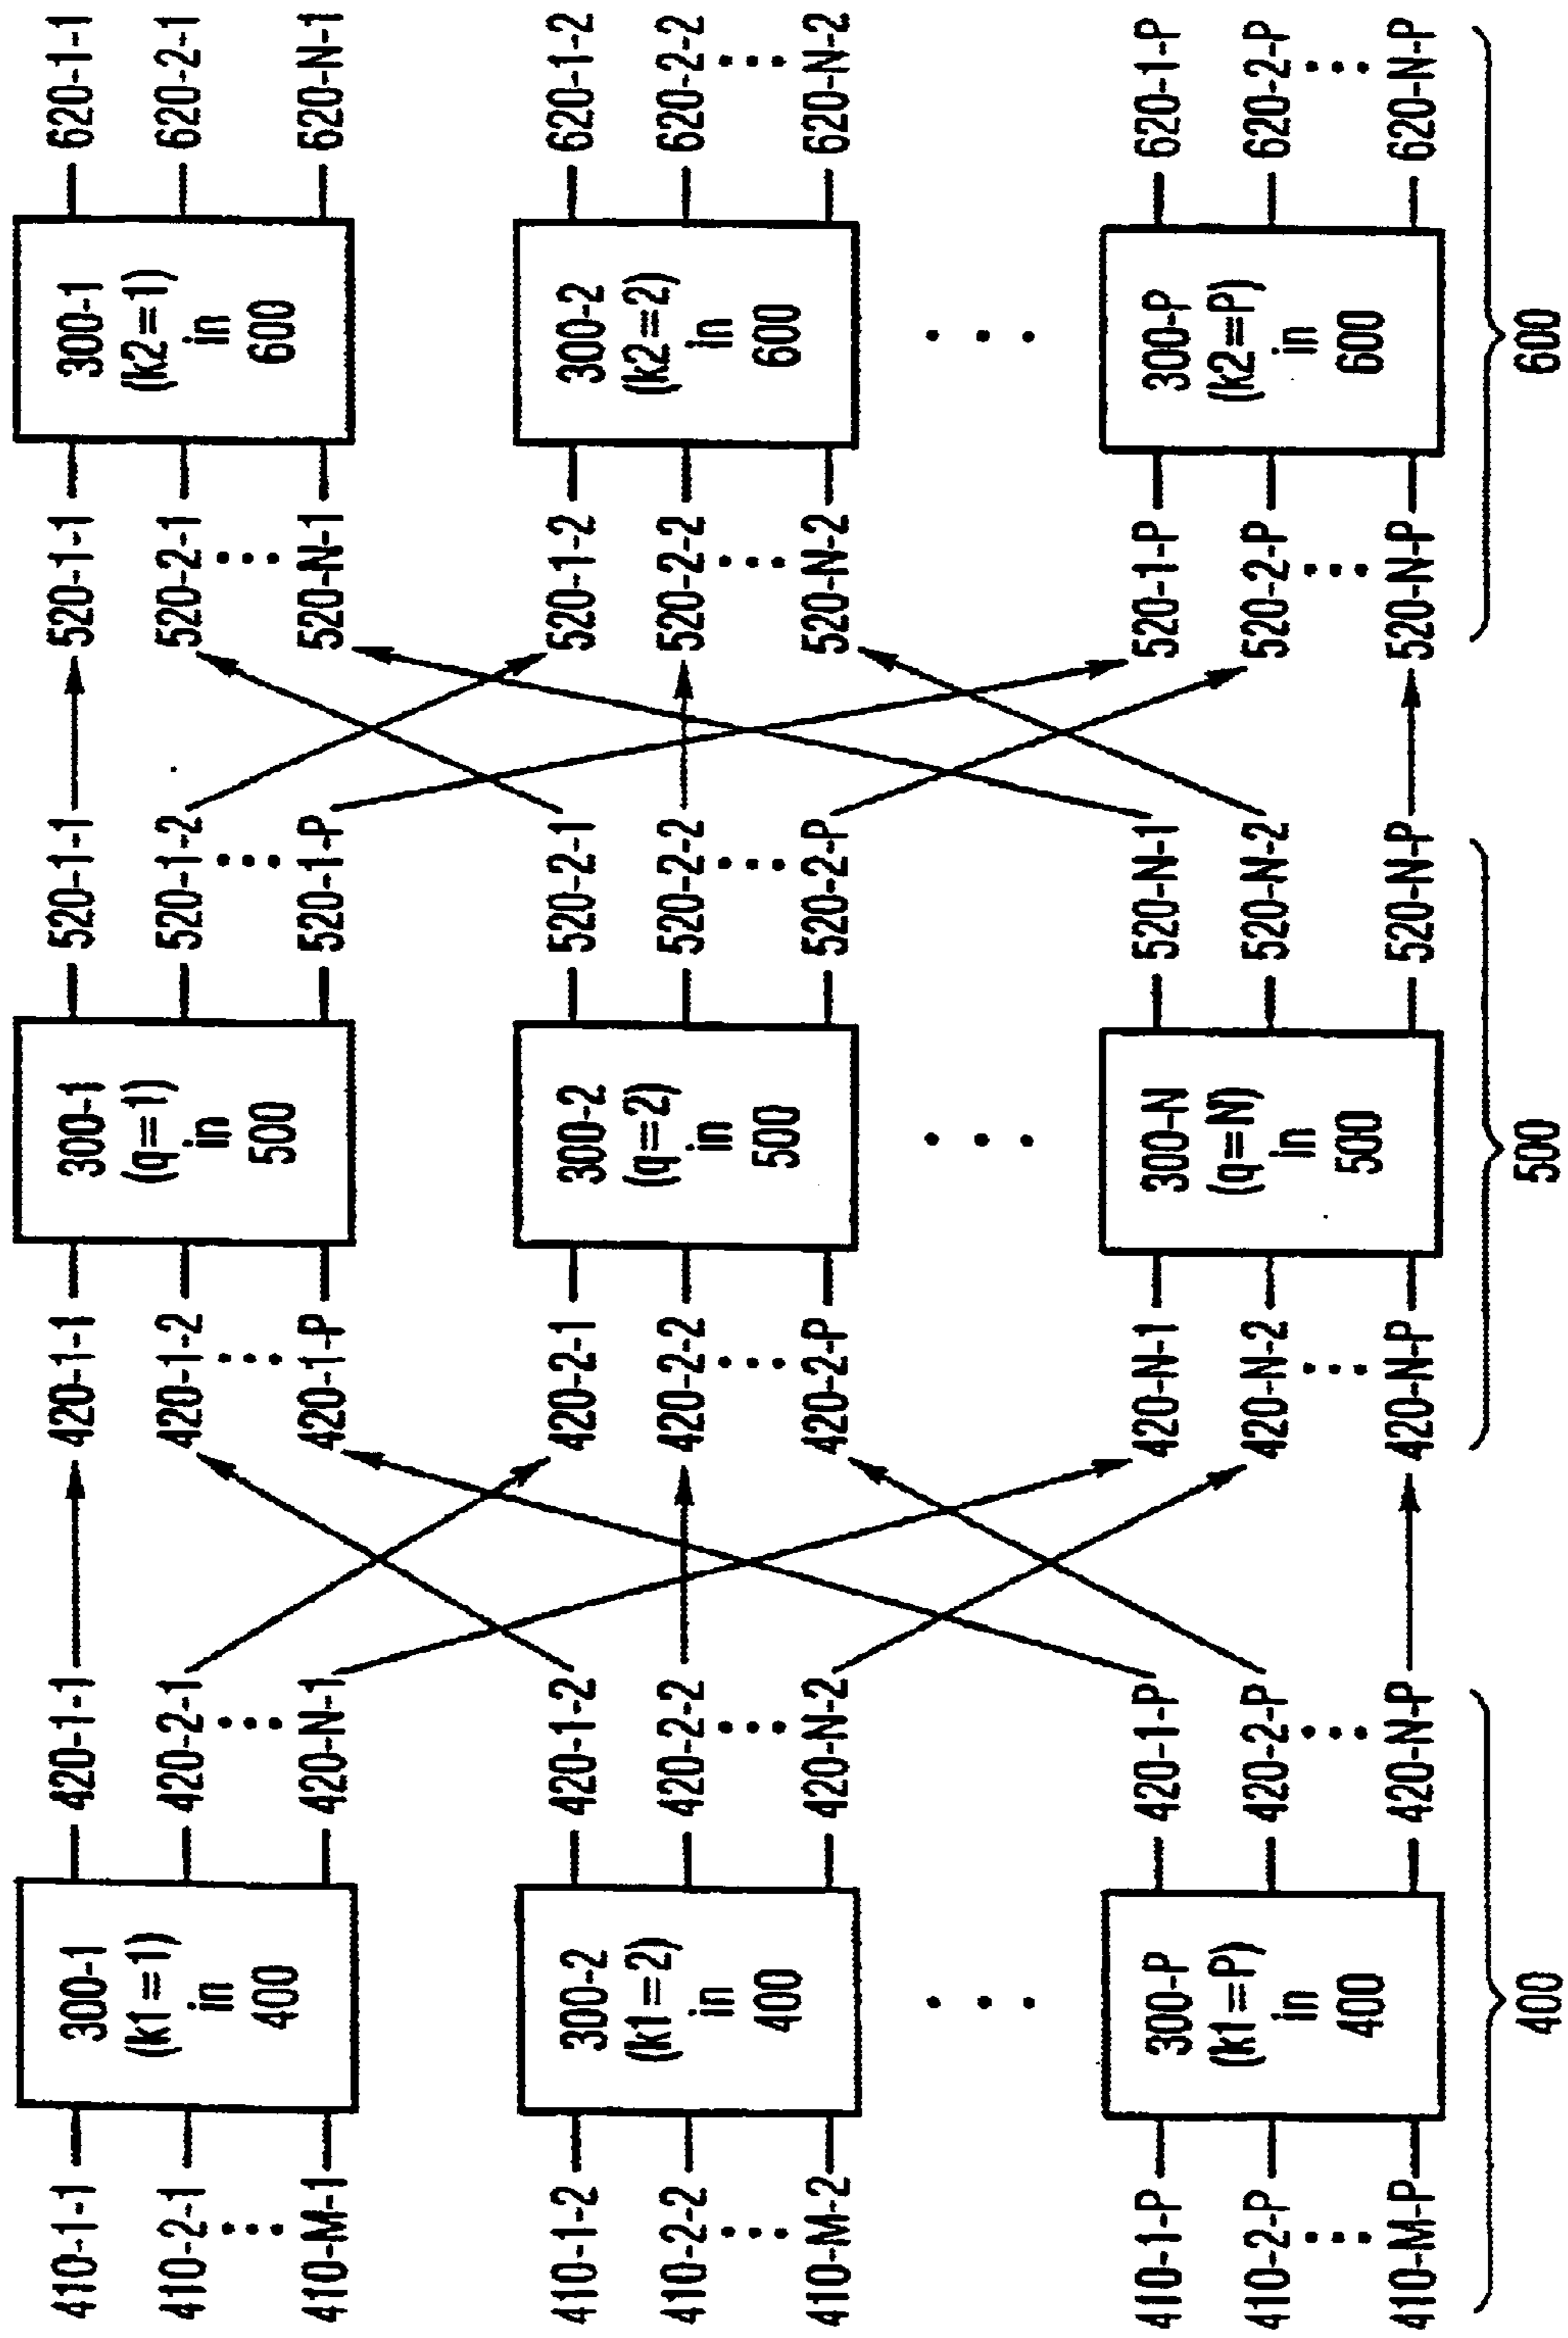 410-1-1
410-2-1
410-M-1
300-1
(k1=1)
in
400
420-1-1
420-2-1
420-N-1
410-1-2
410-2-2
410-M-2
300-2
(k1=2)
in
400
420-1-2
420-2-2
420-N-2
410-1-P
410-2-P
410-M-P
300-P
(k1=P)
in
400
420-1-P
420-2-P
420-N-P
400
420-1-1
420-1-2
420-1-P
300-1
(q=1)
in
500
520-1-1
520-1-2
520-1-P
420-2-1
420-2-2
420-2-P
300-2
(q=2)
in
500
520-2-1
520-2-2
520-2-P
420-N-1
420-N-2
420-N-P
300-N
(q=N)
in
500
520-N-1
520-N-2
520-N-P
500
520-1-1
520-2-1
520-N-1
300-1
(k2=1)
in
600
620-1-1
620-2-1
620-N-1
520-1-2
520-2-2
520-N-2
300-2
(k2=2)
in
600
620-1-2
620-2-2
620-N-2
520-1-P
520-2-P
520-N-P
300-P
(k2=P)
in
600
620-1-P
620-2-P
620-N-P
600